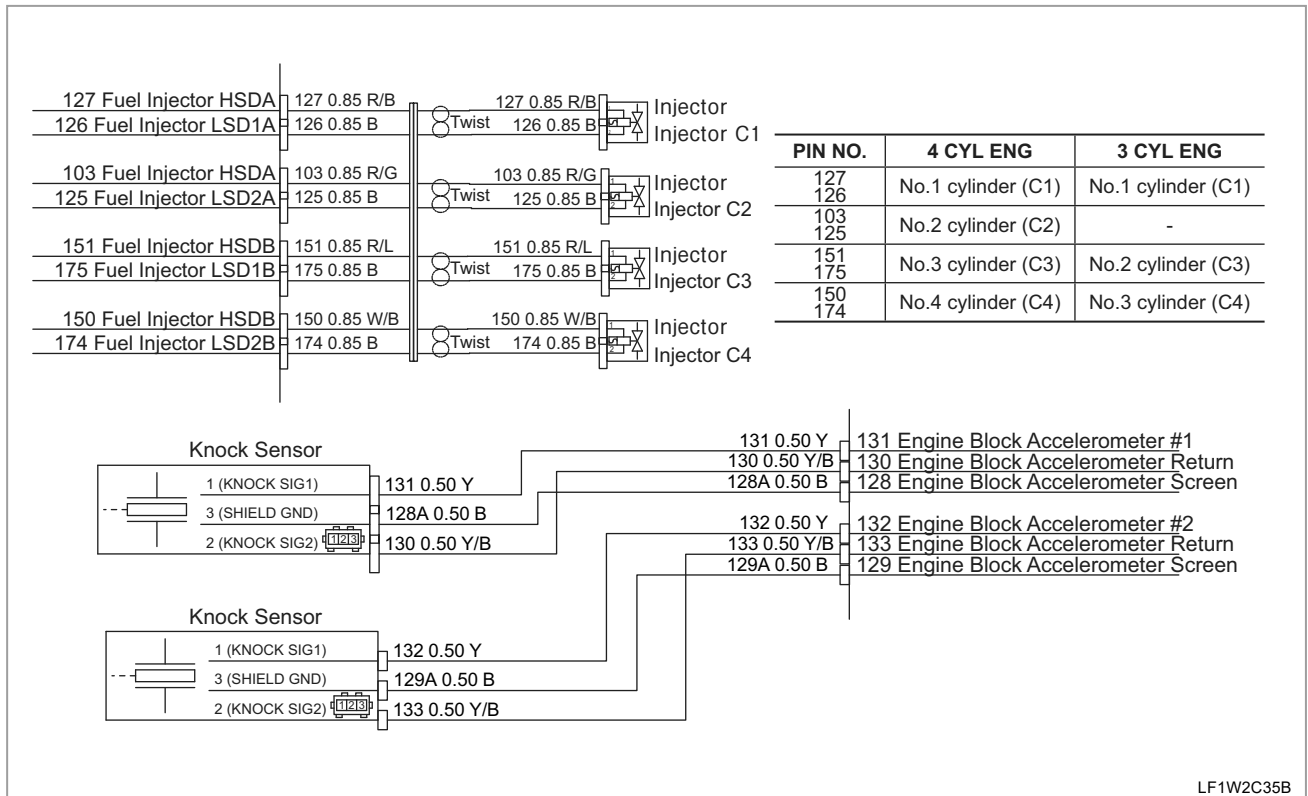 127 Fuel Injector HSDA 127 0.85 R/B 127 0.85 R/B Injector
126 Fuel Injector LSD1A 126 0.85 B Twist 126 0.85 B Injector C1
103 Fuel Injector HSDA 103 0.85 R/G 103 0.85 R/G Injector
125 Fuel Injector LSD2A 125 0.85 B Twist 125 0.85 B Injector C2
151 Fuel Injector HSDB 151 0.85 R/L 151 0.85 R/L Injector
175 Fuel Injector LSD1B 175 0.85 B Twist 175 0.85 B Injector C3
150 Fuel Injector HSDB 150 0.85 W/B 150 0.85 W/B Injector
174 Fuel Injector LSD2B 174 0.85 B Twist 174 0.85 B Injector C4
PIN NO. 4 CYL ENG 3 CYL ENG
127
126 No.1 cylinder (C1) No.1 cylinder (C1)
103
125 No.2 cylinder (C2) -
151
175 No.3 cylinder (C3) No.2 cylinder (C3)
150
174 No.4 cylinder (C4) No.3 cylinder (C4)
Knock Sensor
1 (KNOCK SIG1) 131 0.50 Y
3 (SHIELD GND) 128A 0.50 B
2 (KNOCK SIG2) 1 2 3 130 0.50 Y/B
131 0.50 Y 131 Engine Block Accelerometer #1
130 0.50 Y/B 130 Engine Block Accelerometer Return
128A 0.50 B 128 Engine Block Accelerometer Screen
132 0.50 Y 132 Engine Block Accelerometer #2
133 0.50 Y/B 133 Engine Block Accelerometer Return
129A 0.50 B 129 Engine Block Accelerometer Screen
Knock Sensor
1 (KNOCK SIG1) 132 0.50 Y
3 (SHIELD GND) 129A 0.50 B
2 (KNOCK SIG2) 1 2 3 133 0.50 Y/B
LF1W2C35B